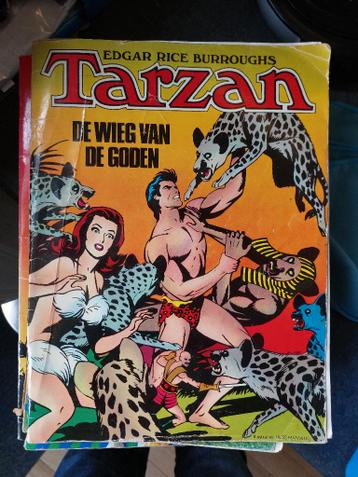 EDGAR RICE BURROUGHS
Tarzan
DE WIEG VAN
DE GODEN